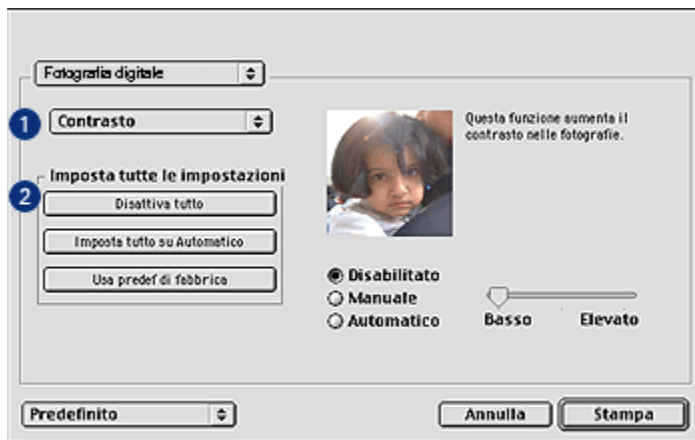 Fotografia digitale
1
Contrasto
Questa funzione aumenta il
contrasto nelle fotografie.
Imposta tutte le impostazioni
2
Disattiva tutto
Imposta tutto su Automatico
Usa predef di fabbrica
Disabilitato
Manuale
Automatico
Basso
Elevato
Predefinito
Annulla
Stampa